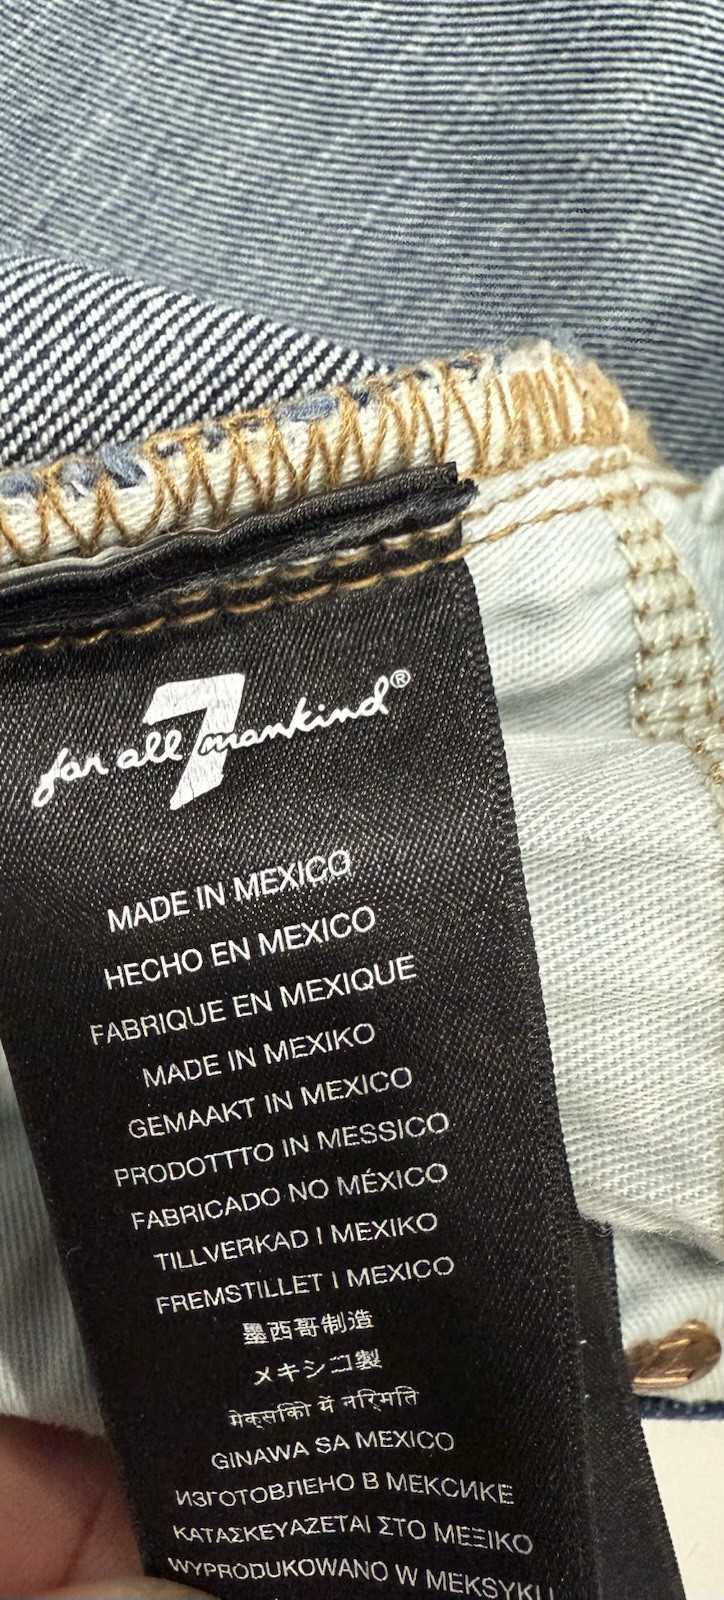 7
for all mankind®
MADE IN MEXICO
HECHO EN MEXICO
FABRIQUE EN MEXIQUE
MADE IN MEXIKO
GEMAAKT IN MEXICO
PRODOTTTO IN MESSICO
FABRICADO NO MÉXICO
TILLVERKAD I MEXIKO
FREMSTILLET I MEXICO
墨西哥制造
メキシコ製
मेक्सिको में निर्मित
GINAWA SA MEXICO
ИЗГОТОВЛЕНО В МЕКСИКЕ
ΚΑΤΑΣΚΕΥΑΖΕΤΑΙ ΣΤΟ ΜΕΞΙΚΟ
WYPRODUKOWANO W MEKSYKU